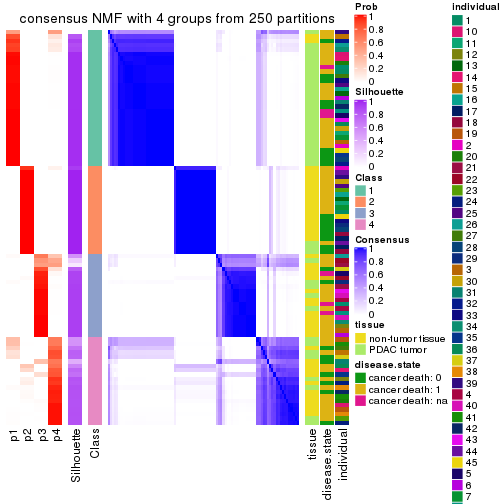 consensus NMF with 4 groups from 250 partitions
p1
p2
p3
p4
Silhouette
Class
tissue
disease.state
individual
Prob
1
0.8
0.6
0.4
0.2
0
Silhouette
1
0.8
0.6
0.4
0.2
0
Class
1
2
3
4
Consensus
1
0.8
0.6
0.4
0.2
0
tissue
non-tumor tissue
PDAC tumor
disease.state
cancer death: 0
cancer death: 1
cancer death: na
individual
1
10
11
12
13
14
15
16
17
18
19
2
20
21
22
23
24
25
26
27
28
29
3
30
31
32
33
34
35
36
37
38
39
4
40
41
42
43
44
45
5
6
7